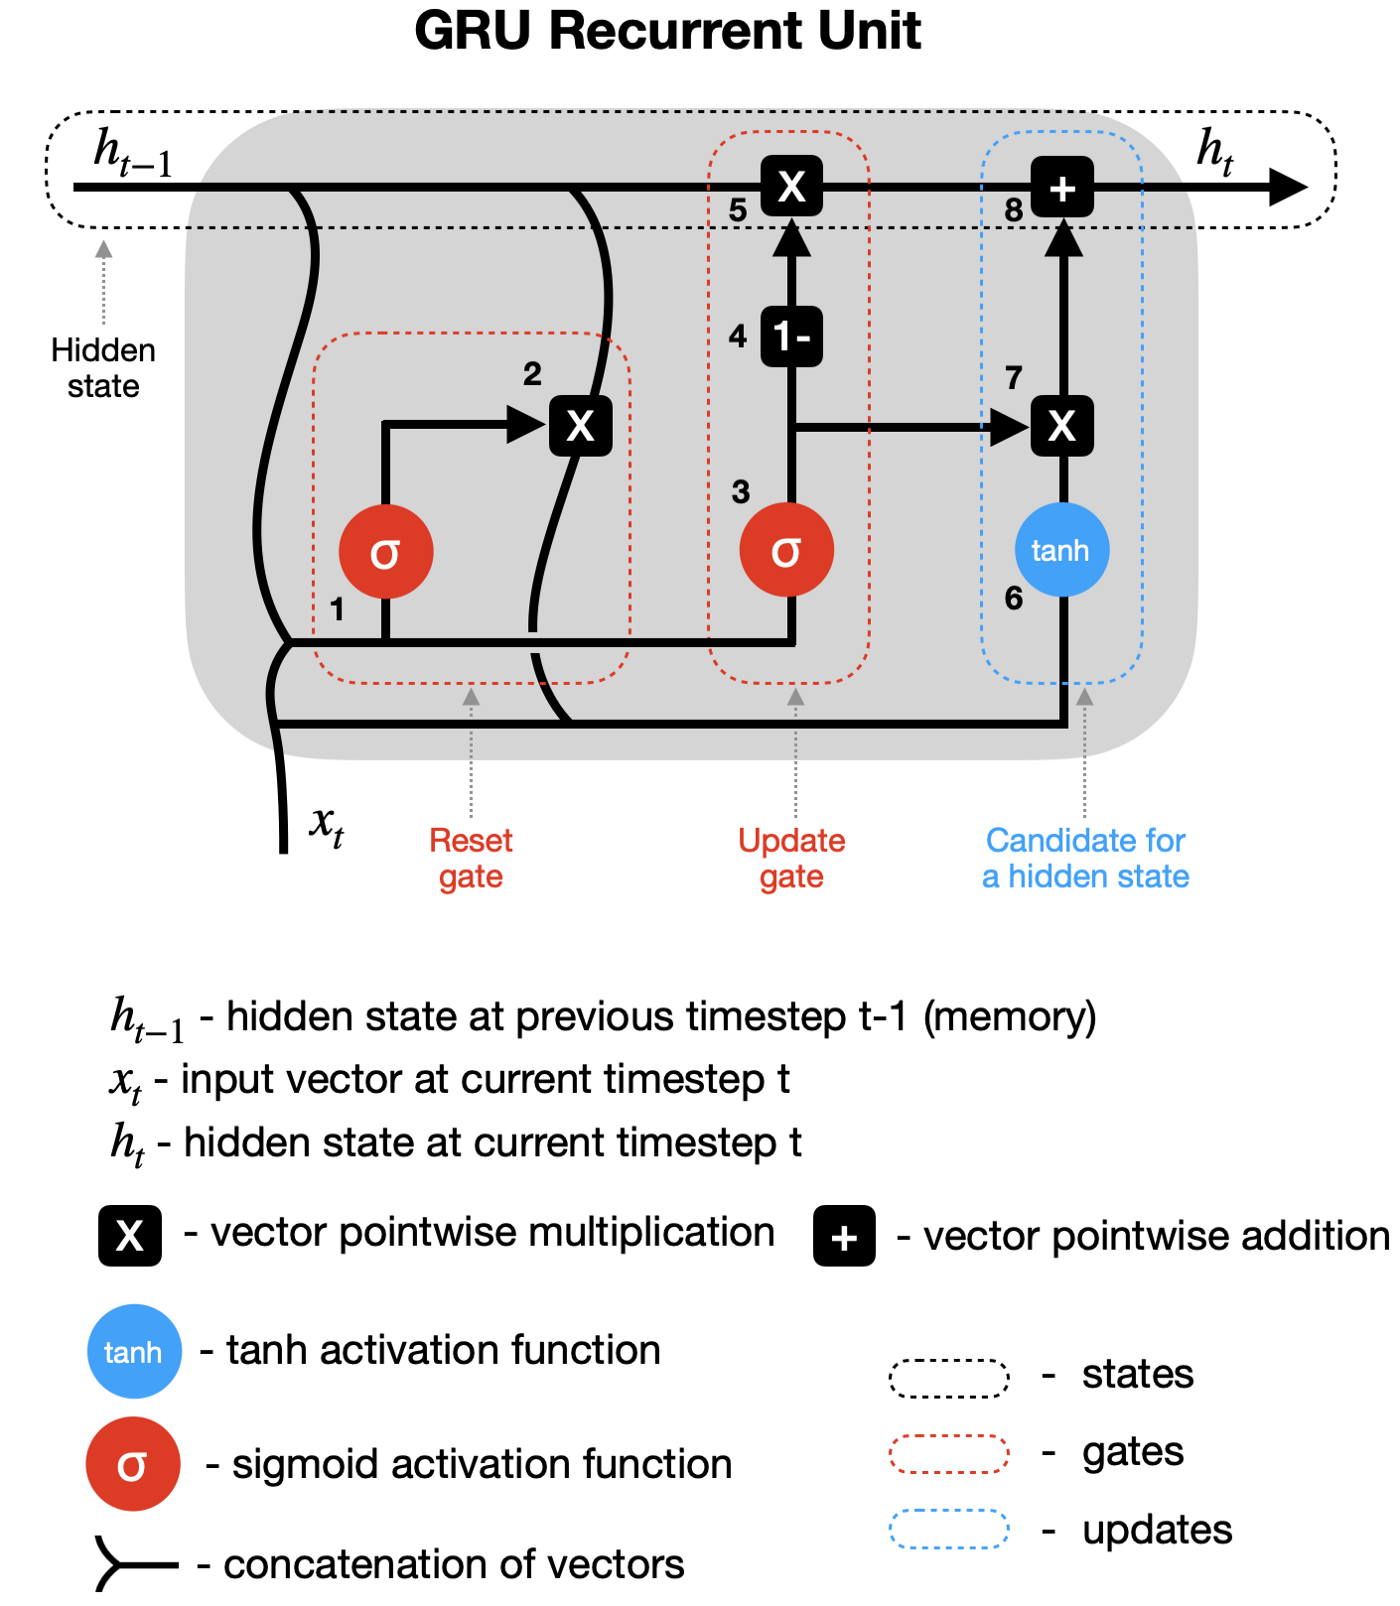 GRU Recurrent Unit
h_{t−1}
h_t
X
+
5
8
Hidden
state
4
1-
2
7
X
X
3
σ
σ
tanh
1
6
x_t
Reset
gate
Update
gate
Candidate for
a hidden state
h_{t−1} - hidden state at previous timestep t-1 (memory)
x_t - input vector at current timestep t
h_t - hidden state at current timestep t
X - vector pointwise multiplication
+ - vector pointwise addition
tanh - tanh activation function
- states
σ - sigmoid activation function
- gates
- updates
- concatenation of vectors